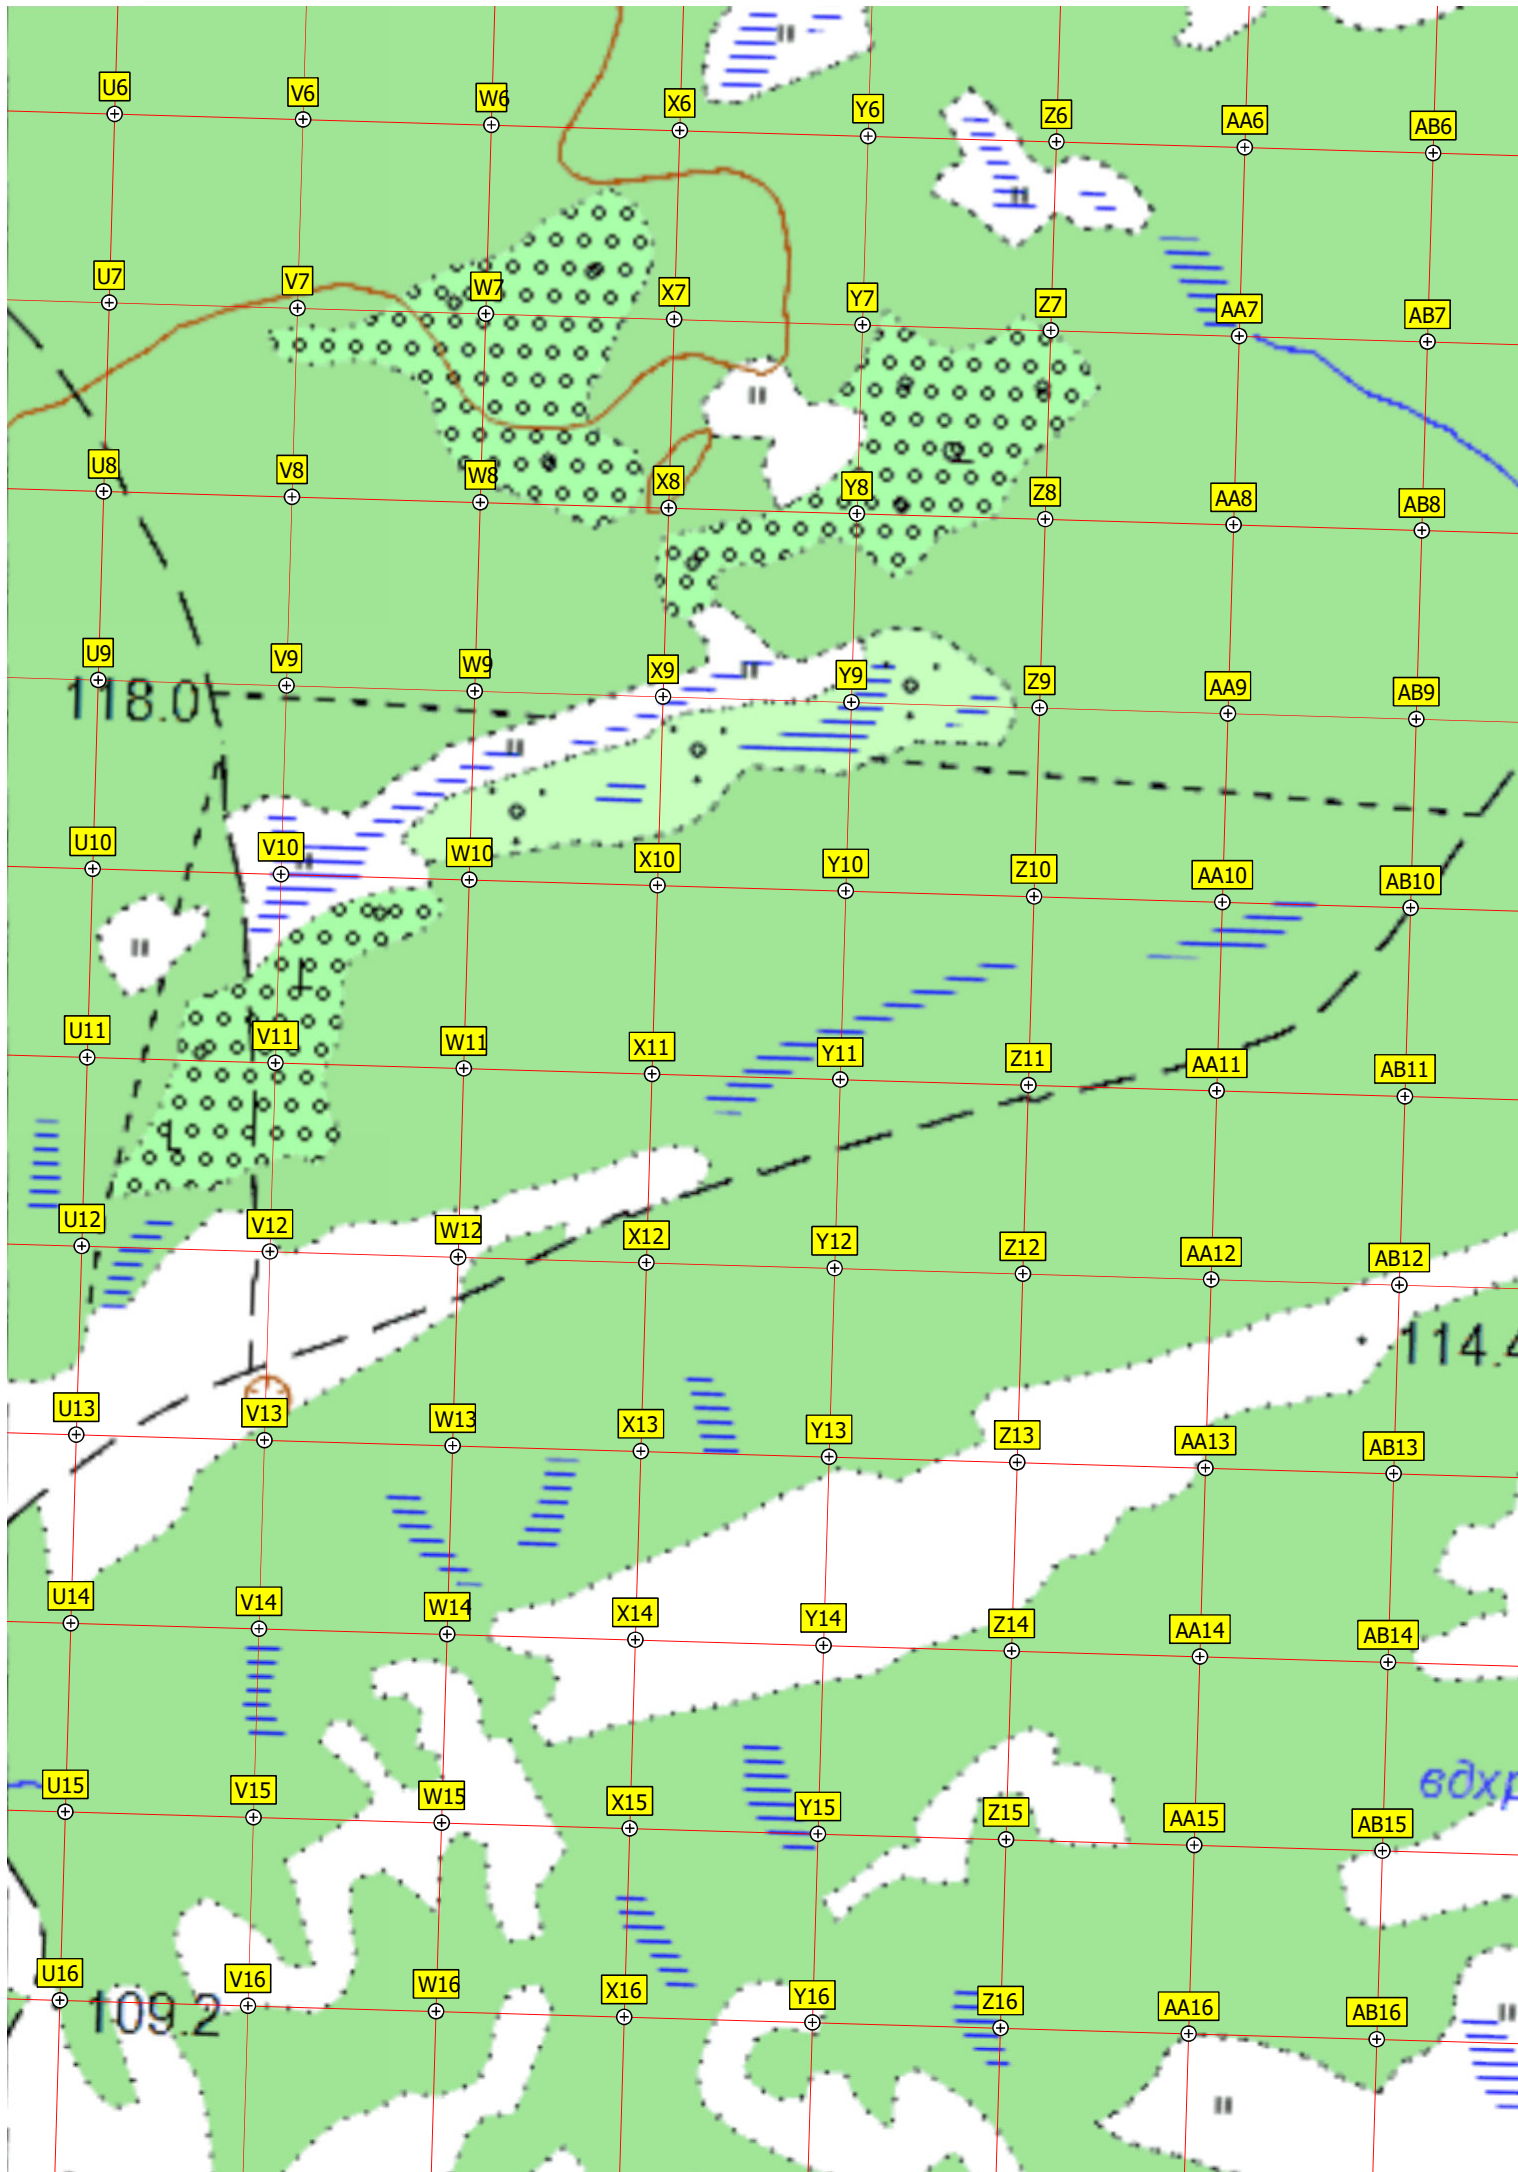 U6 V6 W6 X6 Y6 Z6 AA6 AB6
U7 V7 W7 X7 Y7 Z7 AA7 AB7
U8 V8 W8 X8 Y8 Z8 AA8 AB8
U9 V9 W9 X9 Y9 Z9 AA9 AB9
118.0
U10 V10 W10 X10 Y10 Z10 AA10 AB10
U11 V11 W11 X11 Y11 Z11 AA11 AB11
U12 V12 W12 X12 Y12 Z12 AA12 AB12
114.4
U13 V13 W13 X13 Y13 Z13 AA13 AB13
U14 V14 W14 X14 Y14 Z14 AA14 AB14
вдхр
U15 V15 W15 X15 Y15 Z15 AA15 AB15
U16 V16 W16 X16 Y16 Z16 AA16 AB16
109.2